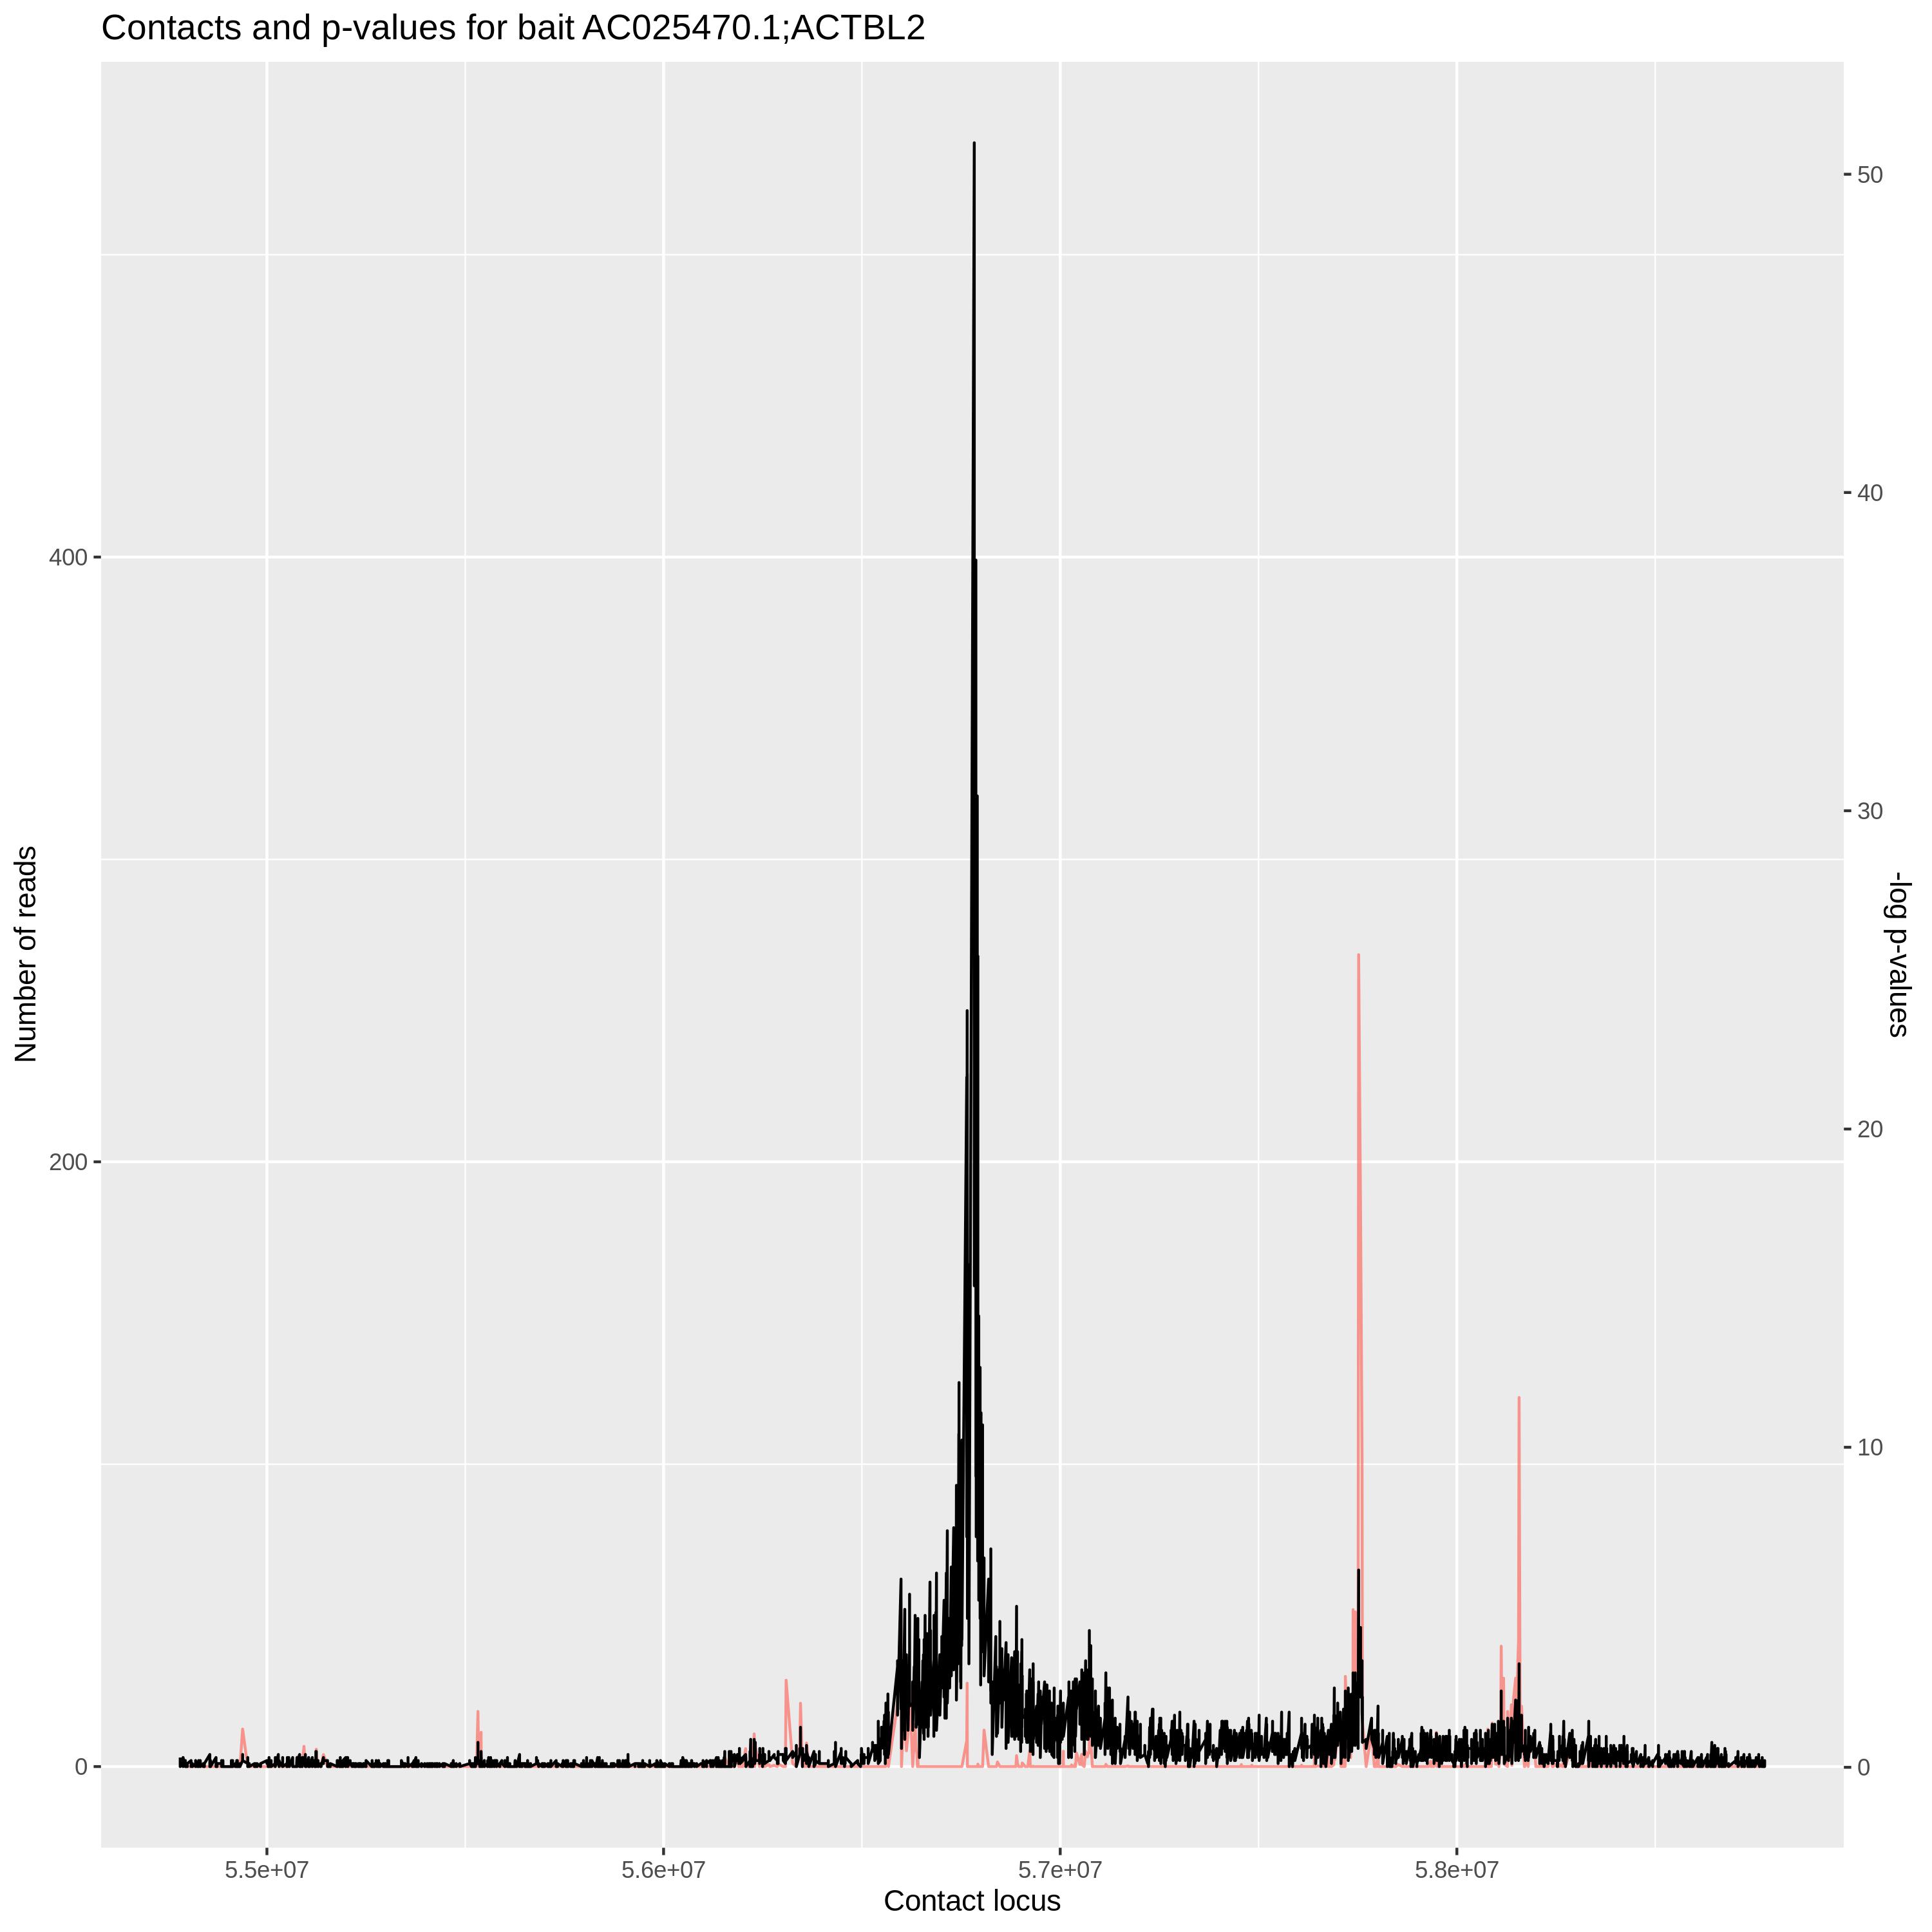 Contacts and p-values for bait AC025470.1;ACTBL2
Number of reads
400
200
0
50
40
30
20
10
0
-log p-values
5.5e+07
5.6e+07
5.7e+07
5.8e+07
Contact locus